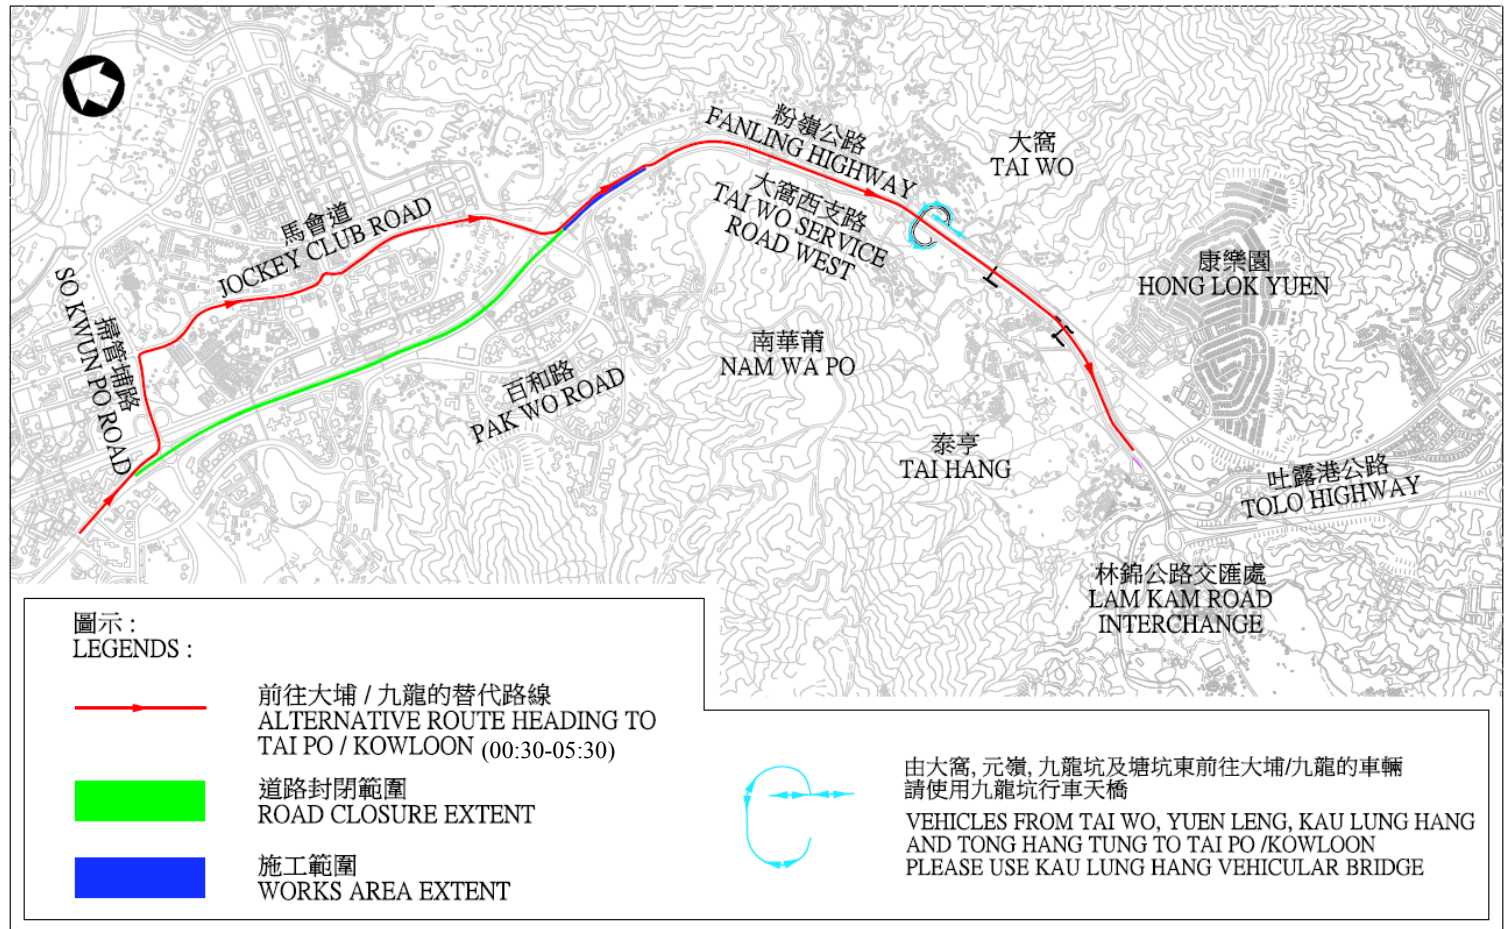 粉嶺公路
FANLING HIGHWAY
大窩
TAI WO
大窩西支路
TAI WO SERVICE
ROAD WEST
馬會道
JOCKEY CLUB ROAD
掃管埔路
SO KWUN PO ROAD
康樂園
HONG LOK YUEN
南華莆
NAM WA PO
百和路
PAK WO ROAD
泰亨
TAI HANG
吐露港公路
TOLO HIGHWAY
林錦公路交匯處
LAM KAM ROAD
INTERCHANGE
圖示 :
LEGENDS :
前往大埔 / 九龍的替代路線
ALTERNATIVE ROUTE HEADING TO
TAI PO / KOWLOON (00:30-05:30)
道路封閉範圍
ROAD CLOSURE EXTENT
施工範圍
WORKS AREA EXTENT
由大窩, 元嶺, 九龍坑及塘坑東前往大埔/九龍的車輛
請使用九龍坑行車天橋
VEHICLES FROM TAI WO, YUEN LENG, KAU LUNG HANG
AND TONG HANG TUNG TO TAI PO /KOWLOON
PLEASE USE KAU LUNG HANG VEHICULAR BRIDGE